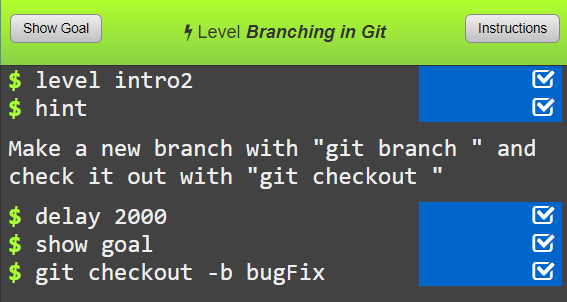 Show Goal
Level Branching in Git
Instructions
$ level intro2
$ hint
Make a new branch with "git branch " and
check it out with "git checkout "
$ delay 2000
$ show goal
$ git checkout -b bugFix